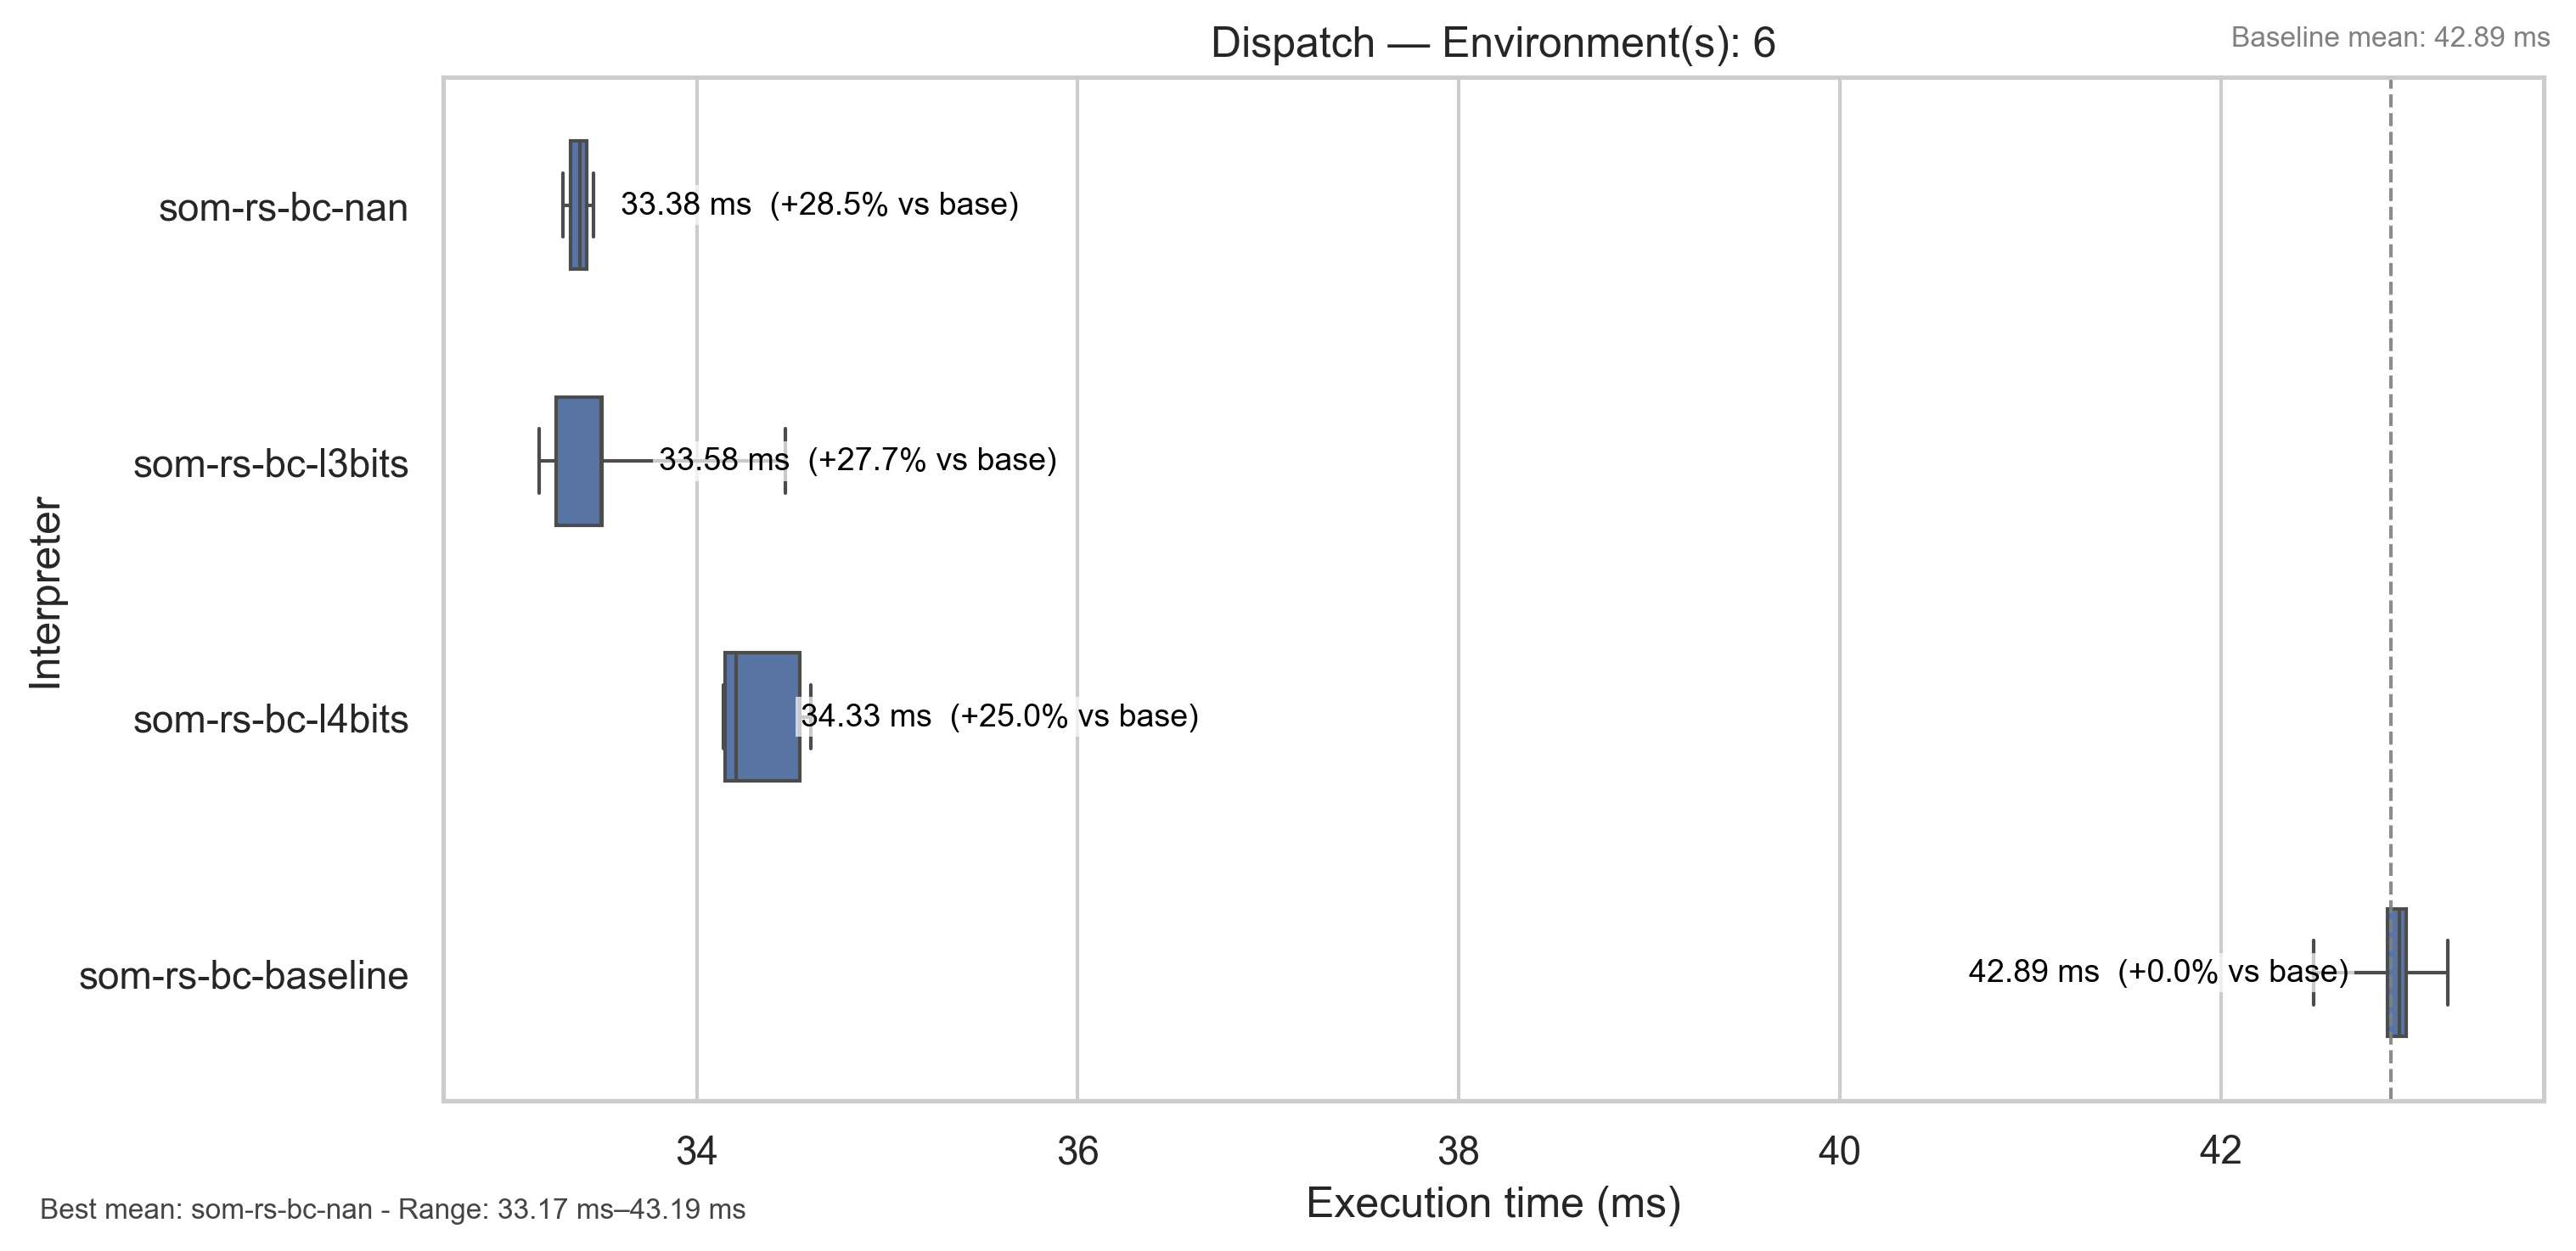 Dispatch — Environment(s): 6
Baseline mean: 42.89 ms
Interpreter
som-rs-bc-nan
33.38 ms (+28.5% vs base)
som-rs-bc-l3bits
33.58 ms (+27.7% vs base)
som-rs-bc-l4bits
34.33 ms (+25.0% vs base)
som-rs-bc-baseline
42.89 ms (+0.0% vs base)
34 36 38 40 42
Execution time (ms)
Best mean: som-rs-bc-nan - Range: 33.17 ms–43.19 ms